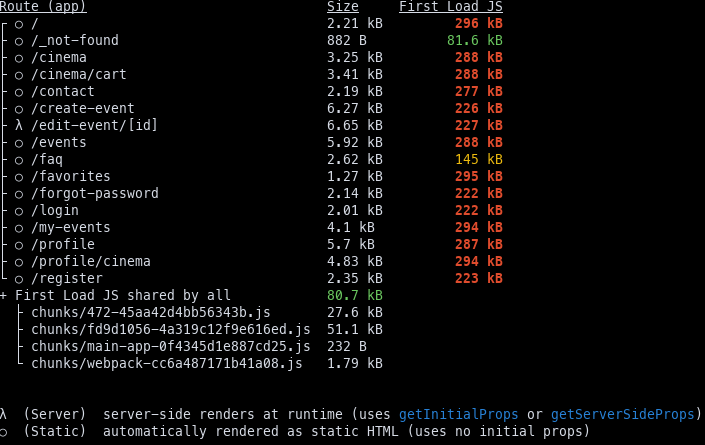 Route (app) Size First Load JS
┌ ○ / 2.21 kB 296 kB
├ ○ /_not-found 882 B 81.6 kB
├ ○ /cinema 3.25 kB 288 kB
├ ○ /cinema/cart 3.41 kB 288 kB
├ ○ /contact 2.19 kB 277 kB
├ ○ /create-event 6.27 kB 226 kB
├ λ /edit-event/[id] 6.65 kB 227 kB
├ ○ /events 5.92 kB 288 kB
├ ○ /faq 2.62 kB 145 kB
├ ○ /favorites 1.27 kB 295 kB
├ ○ /forgot-password 2.14 kB 222 kB
├ ○ /login 2.01 kB 222 kB
├ ○ /my-events 4.1 kB 294 kB
├ ○ /profile 5.7 kB 287 kB
├ ○ /profile/cinema 4.83 kB 294 kB
└ ○ /register 2.35 kB 223 kB
+ First Load JS shared by all 80.7 kB
├ chunks/472-45aa42d4bb56343b.js 27.6 kB
├ chunks/fd9d1056-4a319c12f9e616ed.js 51.1 kB
├ chunks/main-app-0f4345d1e887cd25.js 232 B
└ chunks/webpack-cc6a487171b41a08.js 1.79 kB
λ (Server) server-side renders at runtime (uses getInitialProps or getServerSideProps)
○ (Static) automatically rendered as static HTML (uses no initial props)